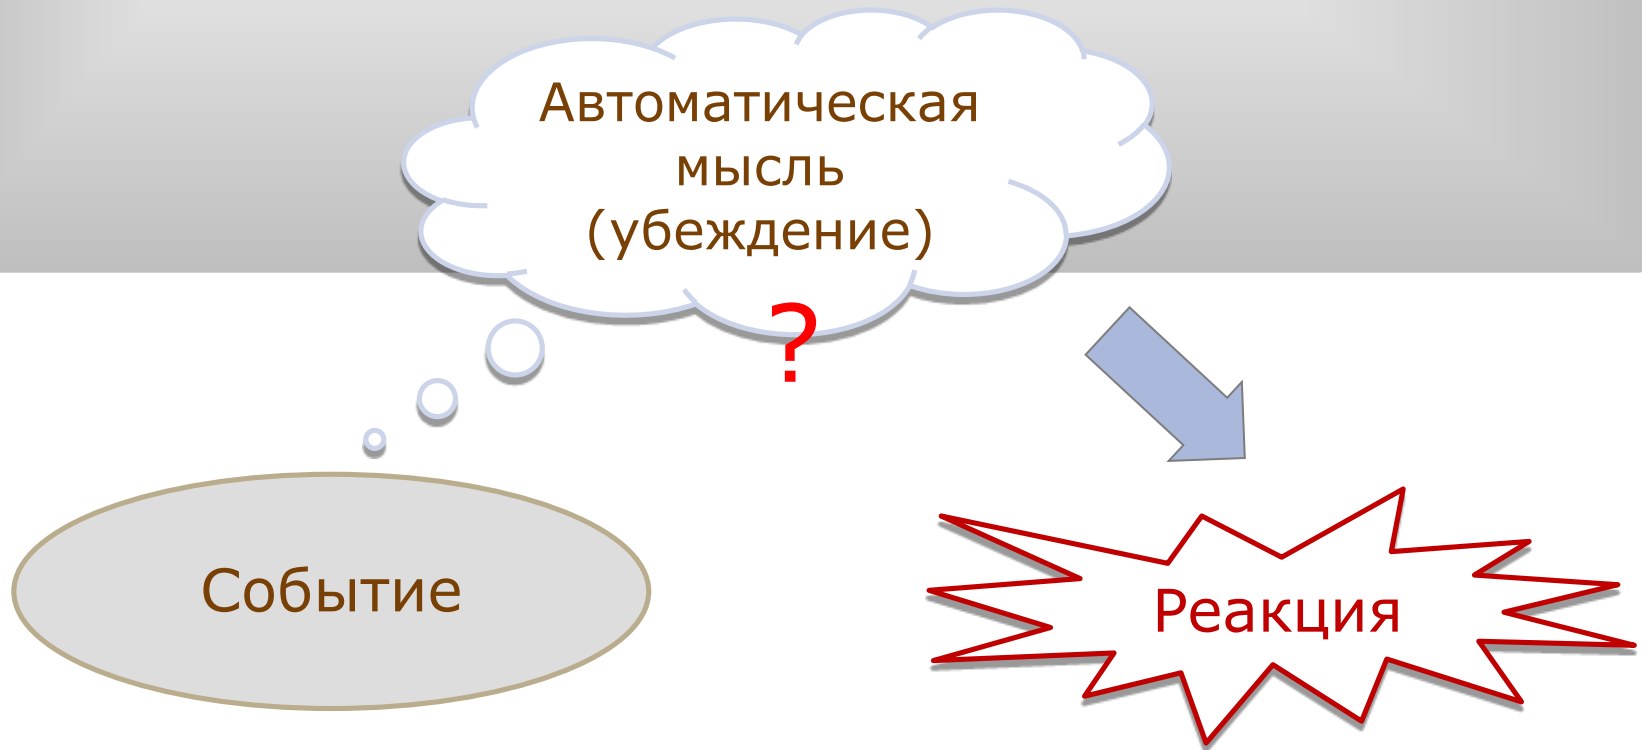 Автоматическая
мысль
(убеждение)
?
Событие
Реакция